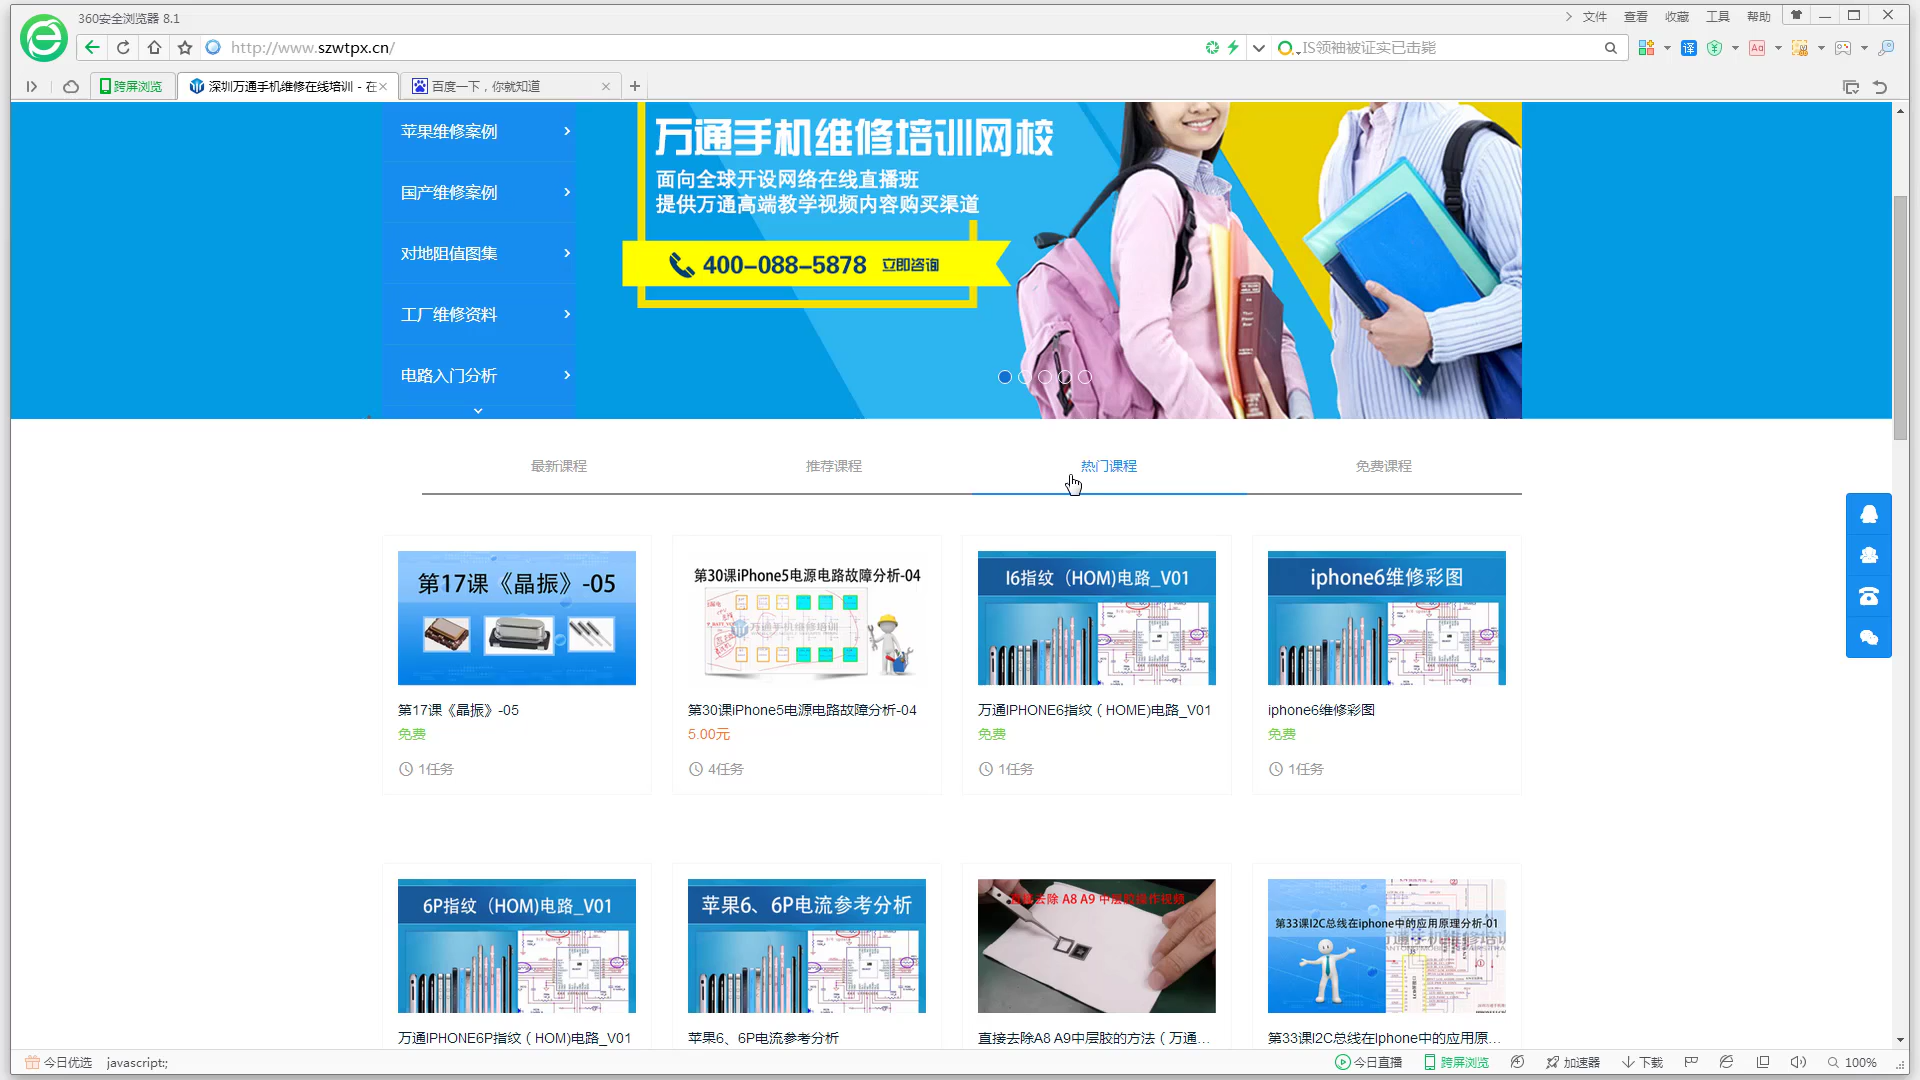 360安全浏览器 8.1
文件 查看 收藏 工具 帮助
http://www.szwtpx.cn/
IS领袖被证实已击毙
跨屏浏览
深圳万通手机维修在线培训 - 在
百度一下，你就知道
苹果维修案例
国产维修案例
对地阻值图集
工厂维修资料
电路入门分析
万通手机维修培训网校
面向全球开设网络在线直播班
提供万通高端教学视频内容购买渠道
400-088-5878 立即咨询
最新课程 推荐课程 热门课程 免费课程
第17课《晶振》-05
第17课《晶振》-05
免费
1任务
第30课iPhone5电源电路故障分析-04
万通手机维修培训
第30课iPhone5电源电路故障分析-04
5.00元
4任务
I6指纹（HOM)电路_V01
万通IPHONE6指纹（HOME)电路_V01
免费
1任务
iphone6维修彩图
iphone6维修彩图
免费
1任务
6P指纹（HOM)电路_V01
万通IPHONE6P指纹（HOM)电路_V01
苹果6、6P电流参考分析
苹果6、6P电流参考分析
直接去除A8 A9中层胶的方法（万通...
第33课I2C总线在iphone中的应用原理分析-01
第33课I2C总线在Iphone中的应用原...
今日优选 javascript:;
今日直播 跨屏浏览 加速器 下载 100%